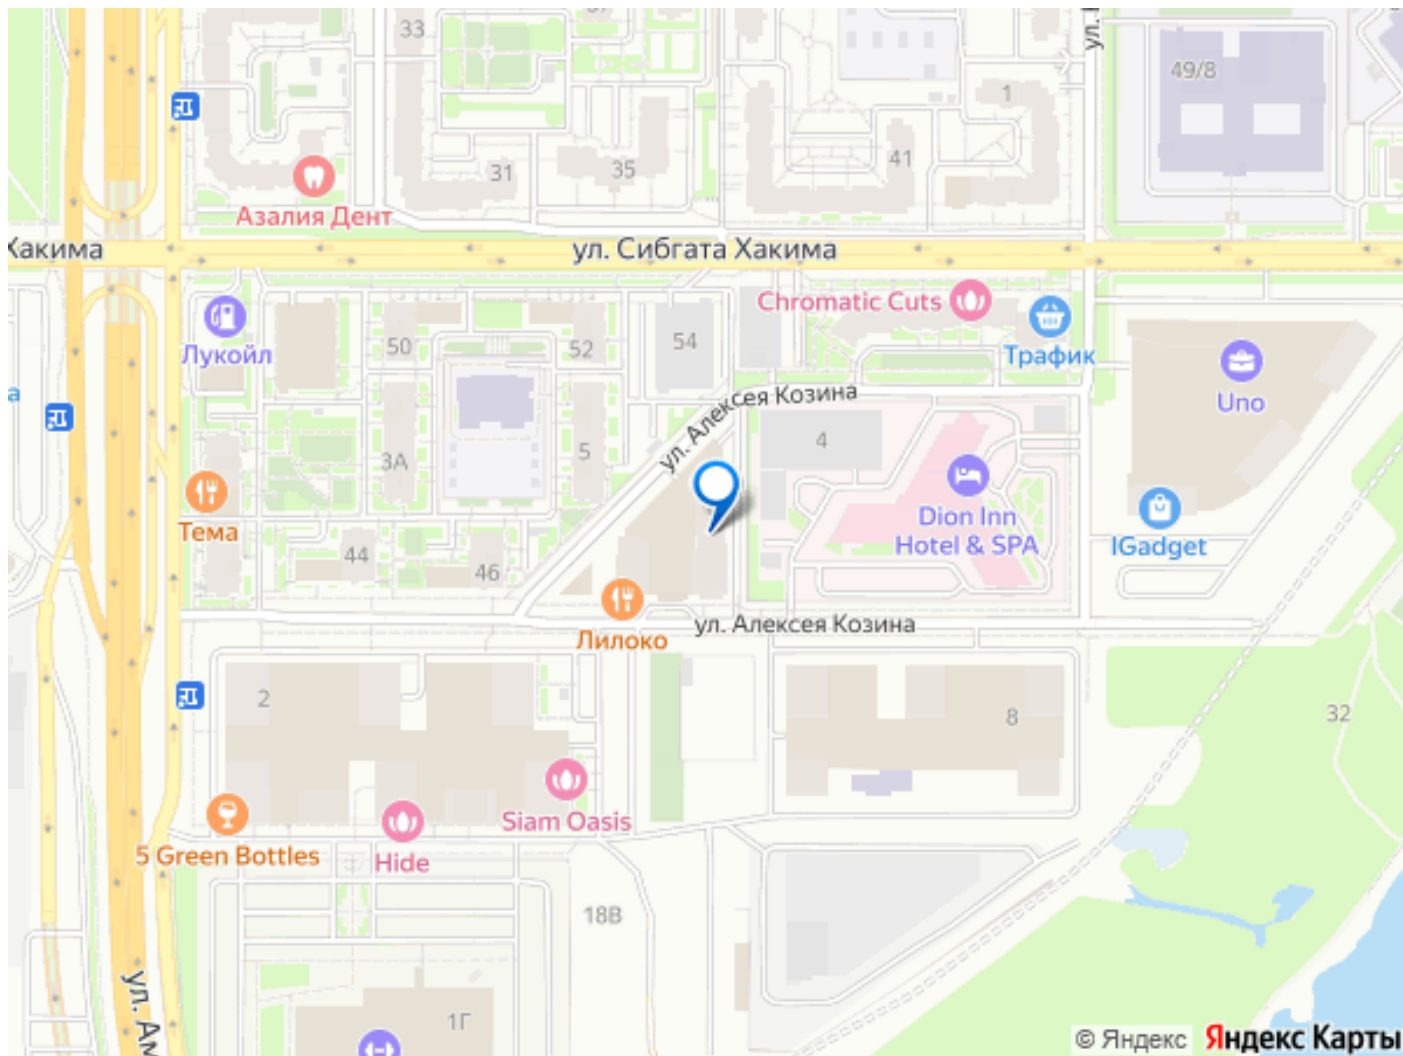 33
49/8
ул.
1
41
31
35
Азалия Дент
Хакима
ул. Сибгата Хакима
Chromatic Cuts
Лукойл
50
52
54
Трафик
Uno
ул. Алексея Козина
4
3А
5
Тема
Dion Inn
Hotel & SPA
IGadget
44
46
Лилоко
ул. Алексея Козина
2
8
32
Siam Oasis
5 Green Bottles
Hide
18В
ул. Ам
1Г
© Яндекс Яндекс Карты